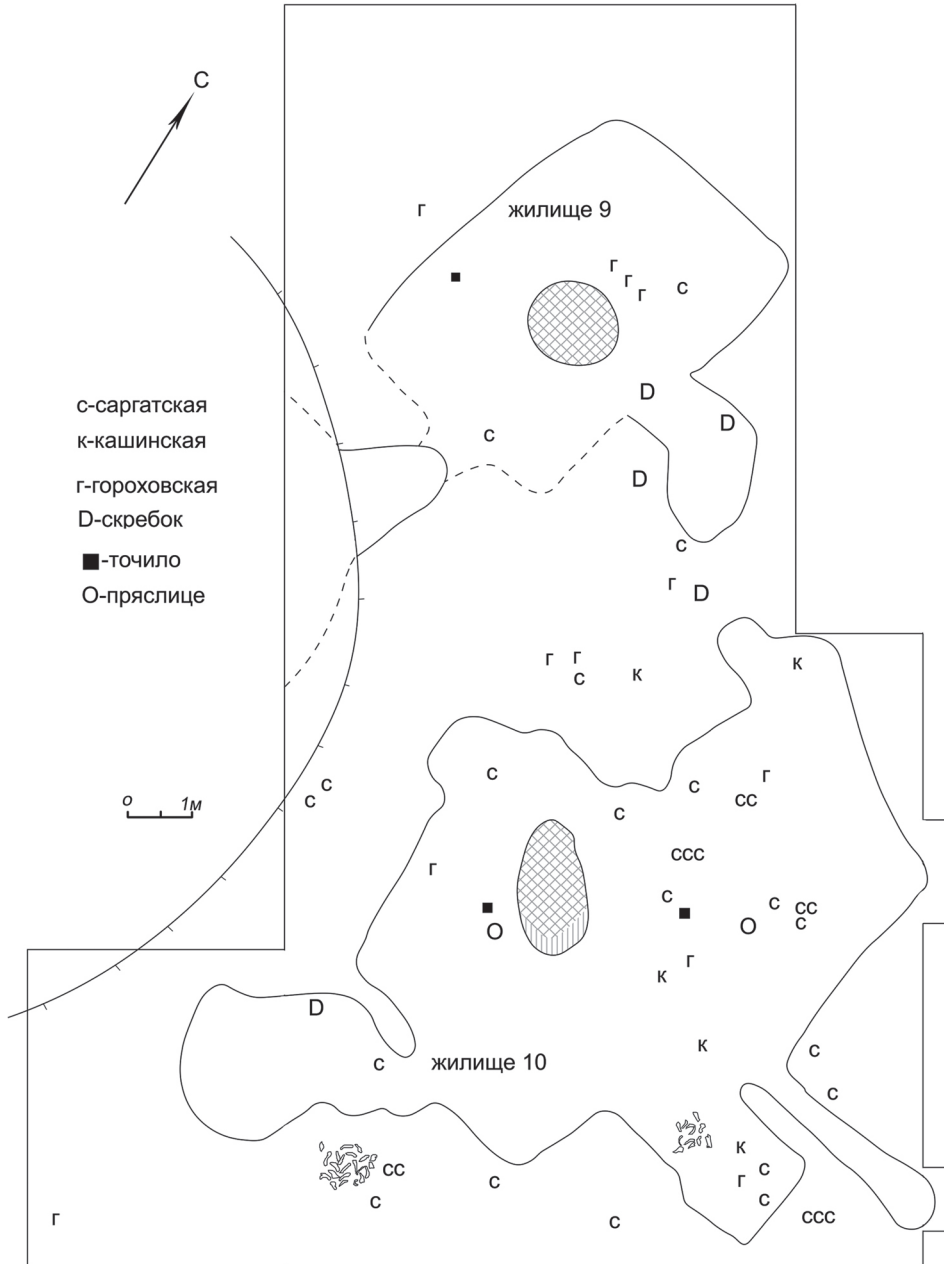 С
г
жилище 9
г
г
г
с
с-саргатская
к-кашинская
D
D
с
г-гороховская
D
D-скребок
с
■-точило
г
D
О-пряслице
г
г
к
к
с
с
г
с
с
о
1м
сс
с
с
с
ссс
г
с
с
сс
с
О
О
г
к
D
к
с
с
жилище 10
с
к
сс
с
г
с
с
с
ссс
г
с